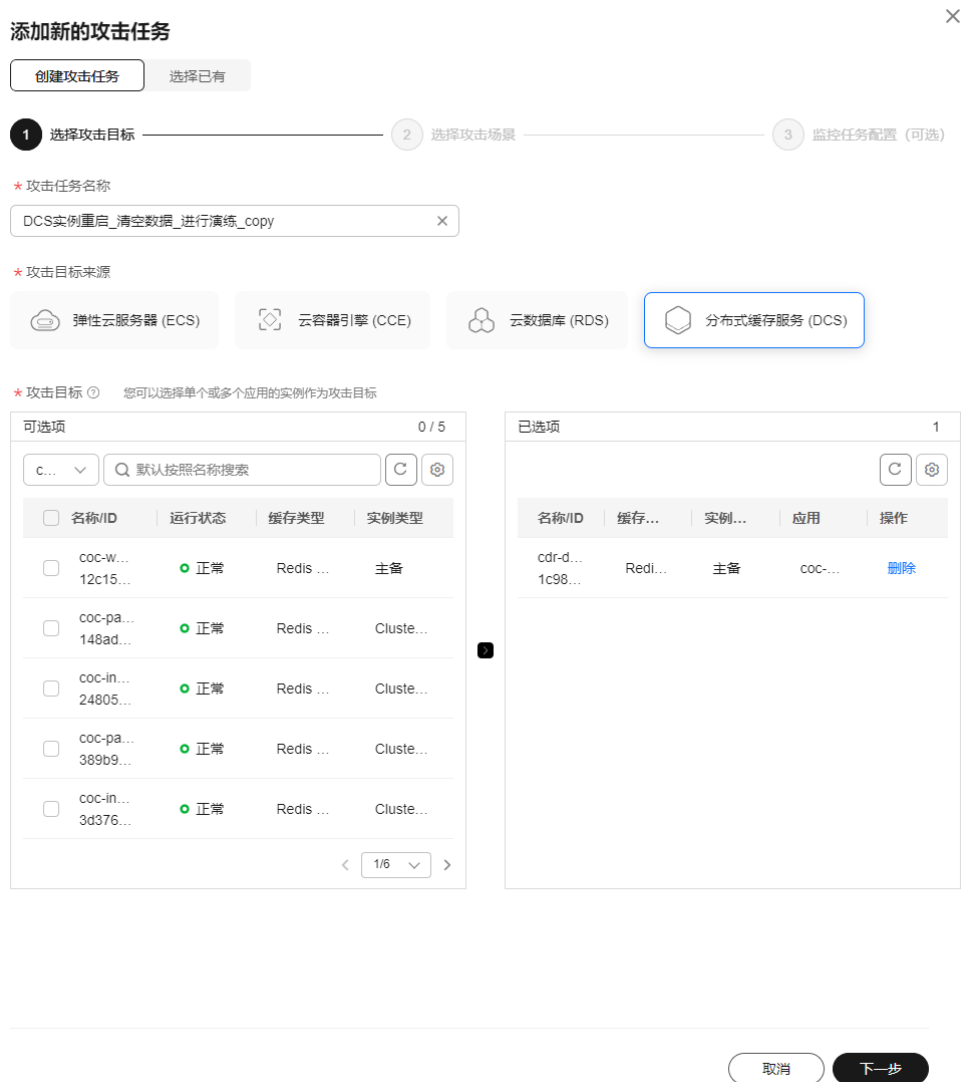 添加新的攻击任务
创建攻击任务 选择已有
1 选择攻击目标 2 选择攻击场景 3 监控任务配置（可选）
* 攻击任务名称
DCS实例重启_清空数据_进行演练_copy
* 攻击目标来源
弹性云服务器 (ECS) 云容器引擎 (CCE) 云数据库 (RDS) 分布式缓存服务 (DCS)
* 攻击目标 ? 您可以选择单个或多个应用的实例作为攻击目标
可选项 0 / 5
c... 默认按照名称搜索
名称/ID 运行状态 缓存类型 实例类型
coc-w...
12c15... 正常 Redis ... 主备
coc-pa...
148ad... 正常 Redis ... Cluste...
coc-in...
24805... 正常 Redis ... Cluste...
coc-pa...
389b9... 正常 Redis ... Cluste...
coc-in...
3d376... 正常 Redis ... Cluste...
1/6
已选项 1
名称/ID 缓存... 实例... 应用 操作
cdr-d...
1c98... Redi... 主备 coc-... 删除
取消 下一步